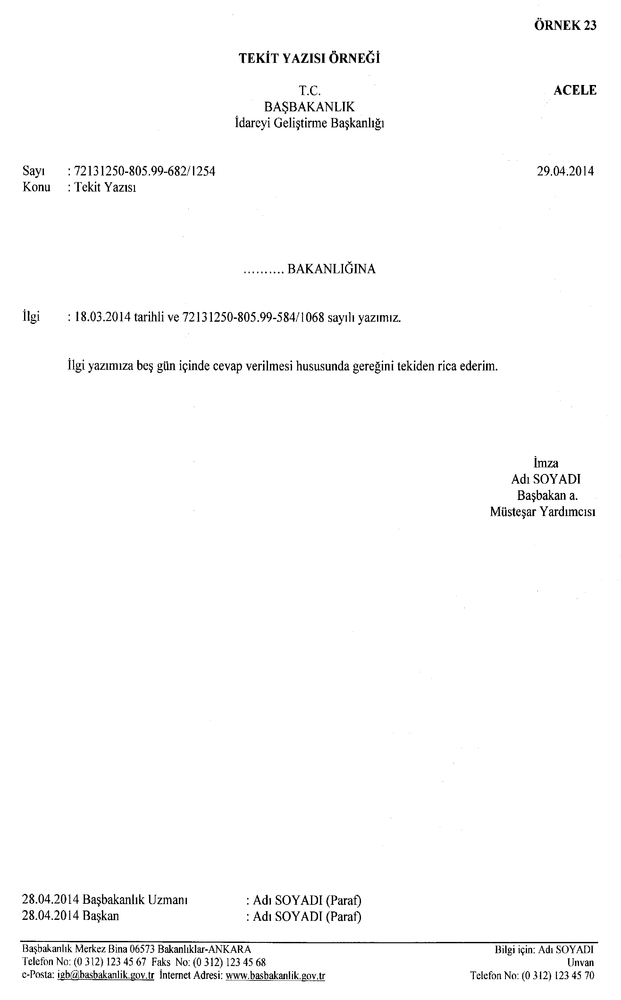 ÖRNEK 23
TEKİT YAZISI ÖRNEĞİ
T.C.
ACELE
BAŞBAKANLIK
İdareyi Geliştirme Başkanlığı
Sayı : 72131250-805.99-682/1254 29.04.2014
Konu : Tekit Yazısı
.......... BAKANLIĞINA
İlgi : 18.03.2014 tarihli ve 72131250-805.99-584/1068 sayılı yazımız.
İlgi yazımıza beş gün içinde cevap verilmesi hususunda gereğini tekiden rica ederim.
İmza
Adı SOYADI
Başbakan a.
Müsteşar Yardımcısı
28.04.2014 Başbakanlık Uzmanı : Adı SOYADI (Paraf)
28.04.2014 Başkan : Adı SOYADI (Paraf)
Başbakanlık Merkez Bina 06573 Bakanlıklar-ANKARA Bilgi için: Adı SOYADI
Telefon No: (0 312) 123 45 67 Faks No: (0 312) 123 45 68 Unvan
e-Posta: igb@basbakanlik.gov.tr İnternet Adresi: www.basbakanlik.gov.tr Telefon No: (0 312) 123 45 70